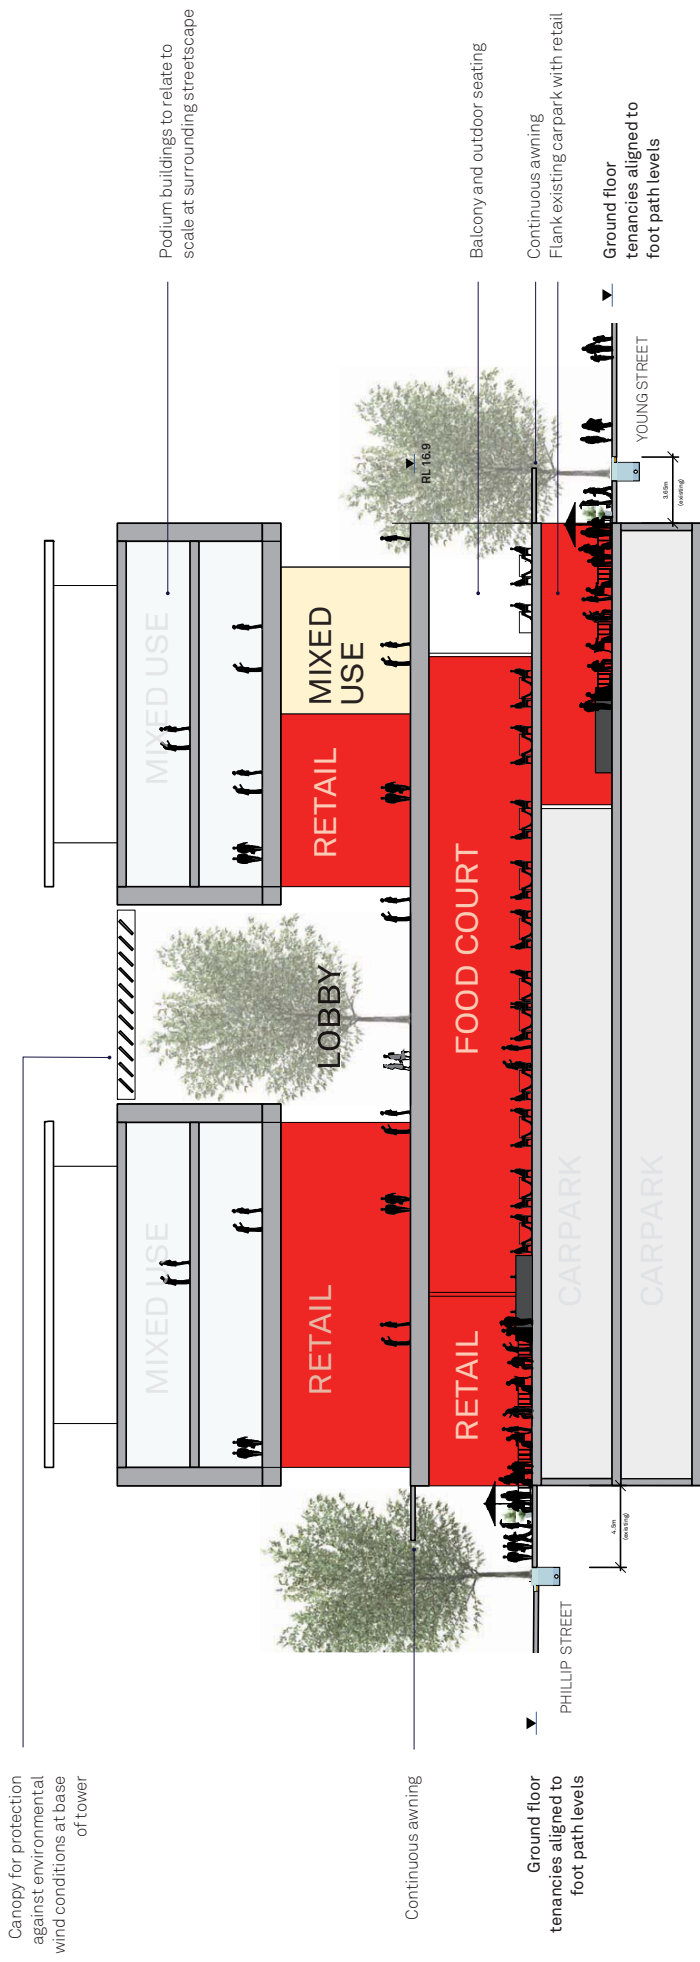 Canopy for protection
against environmental
wind conditions at base
of tower
Continuous awning
Ground floor
tenancies aligned to
foot path levels
PHILLIP STREET
4.5m
(existing)
MIXED USE
RETAIL
RETAIL
CARPARK
CARPARK
LOBBY
FOOD COURT
MIXED USE
RETAIL
MIXED
USE
RL 16.9
3.65m
(existing)
YOUNG STREET
Podium buildings to relate to
scale at surrounding streetscape
Balcony and outdoor seating
Continuous awning
Flank existing carpark with retail
Ground floor
tenancies aligned to
foot path levels